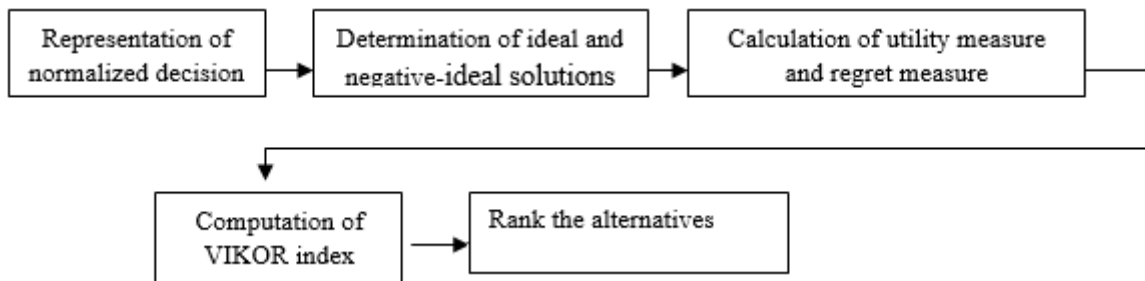 Representation of
normalized decision
Determination of ideal and
negative-ideal solutions
Calculation of utility measure
and regret measure
Computation of
VIKOR index
Rank the alternatives